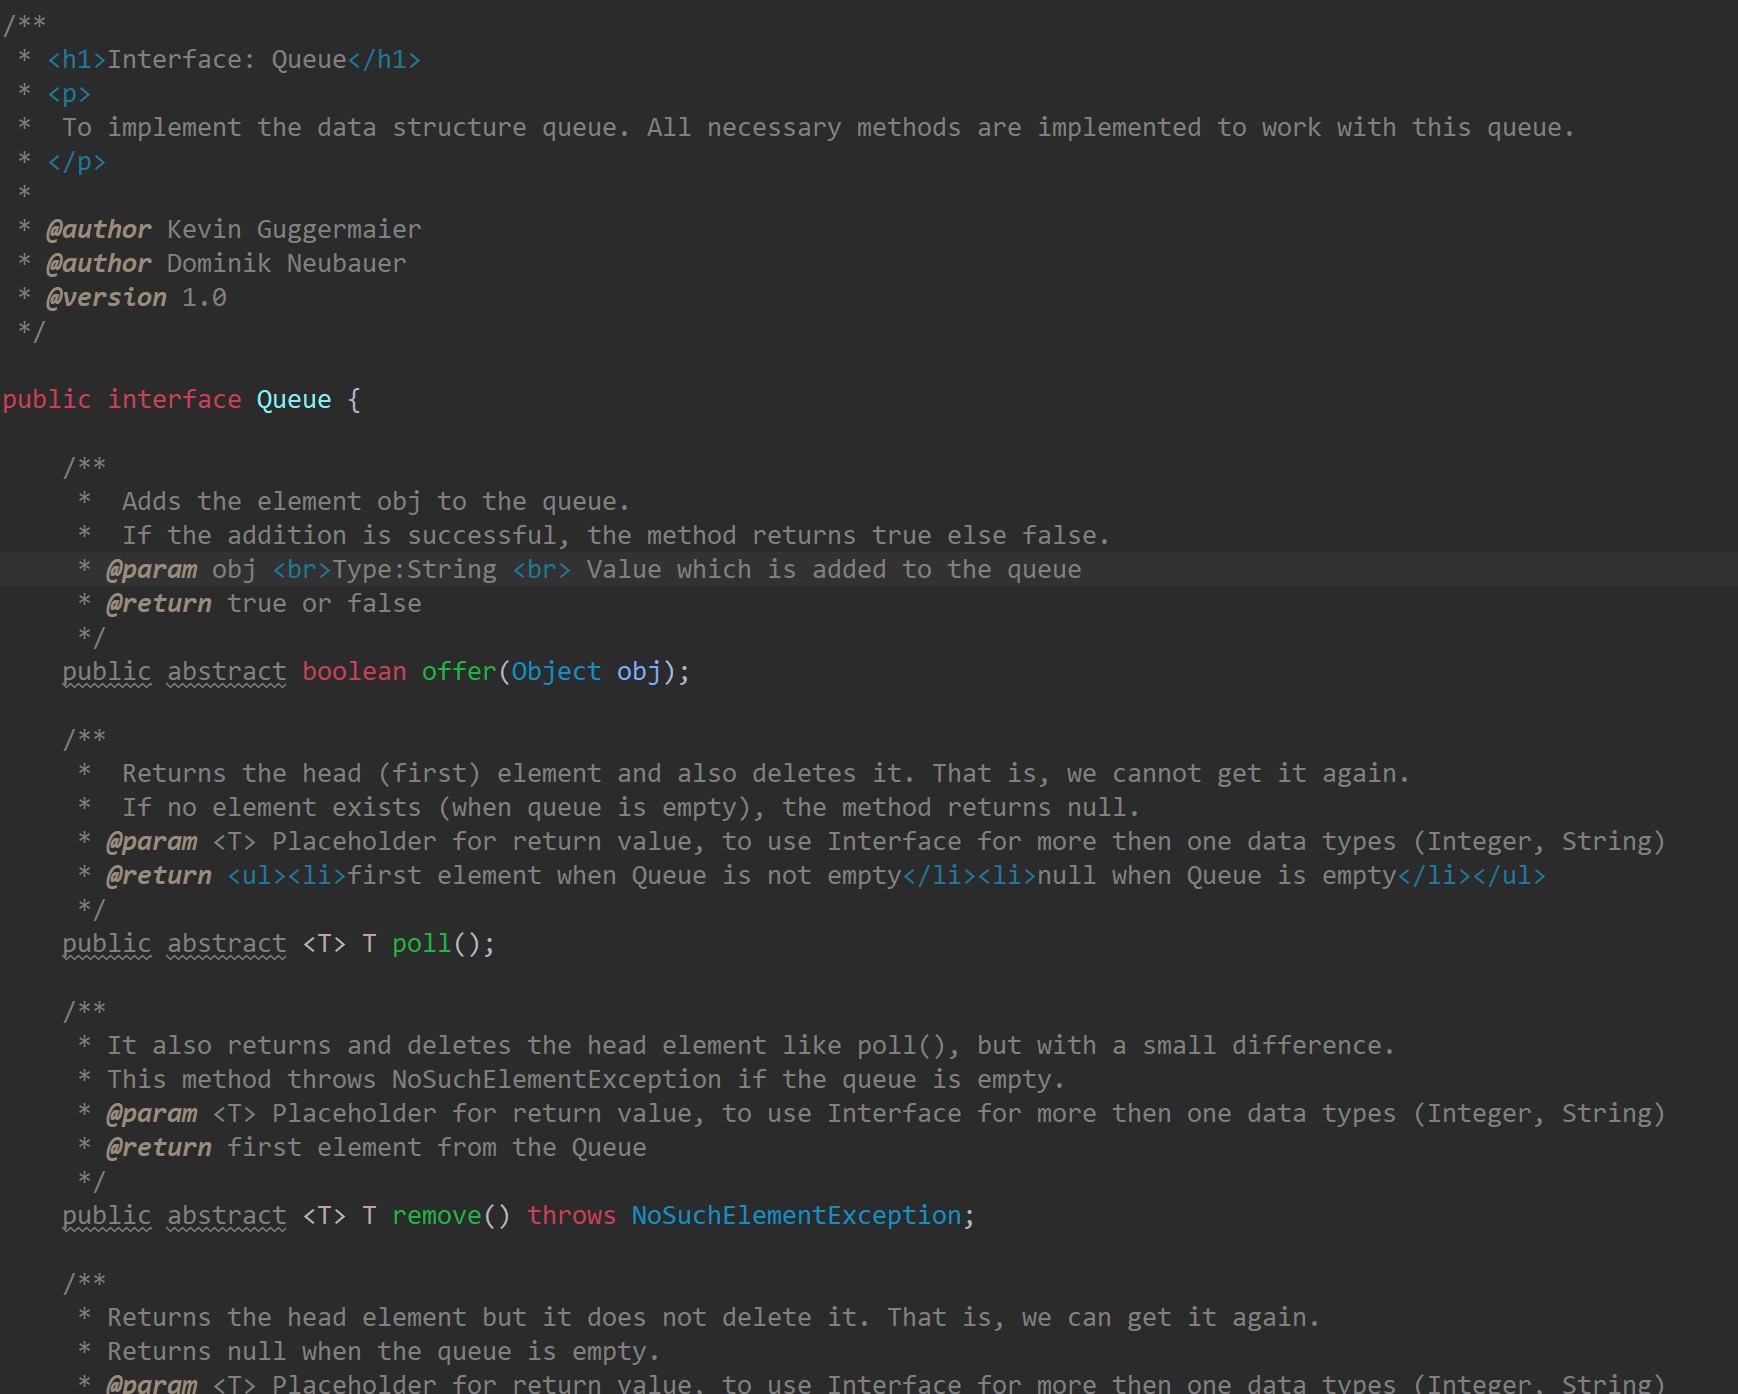 /**
 * <h1>Interface: Queue</h1>
 * <p>
 *  To implement the data structure queue. All necessary methods are implemented to work with this queue.
 * </p>
 *
 * @author Kevin Guggermaier
 * @author Dominik Neubauer
 * @version 1.0
 */
public interface Queue {
    /**
     *  Adds the element obj to the queue.
     *  If the addition is successful, the method returns true else false.
     * @param obj <br>Type:String <br> Value which is added to the queue
     * @return true or false
     */
    public abstract boolean offer(Object obj);
    /**
     *  Returns the head (first) element and also deletes it. That is, we cannot get it again.
     *  If no element exists (when queue is empty), the method returns null.
     * @param <T> Placeholder for return value, to use Interface for more then one data types (Integer, String)
     * @return <ul><li>first element when Queue is not empty</li><li>null when Queue is empty</li></ul>
     */
    public abstract <T> T poll();
    /**
     * It also returns and deletes the head element like poll(), but with a small difference.
     * This method throws NoSuchElementException if the queue is empty.
     * @param <T> Placeholder for return value, to use Interface for more then one data types (Integer, String)
     * @return first element from the Queue
     */
    public abstract <T> T remove() throws NoSuchElementException;
    /**
     * Returns the head element but it does not delete it. That is, we can get it again.
     * Returns null when the queue is empty.
     * @param <T> Placeholder for return value, to use Interface for more then one data types (Integer, String)